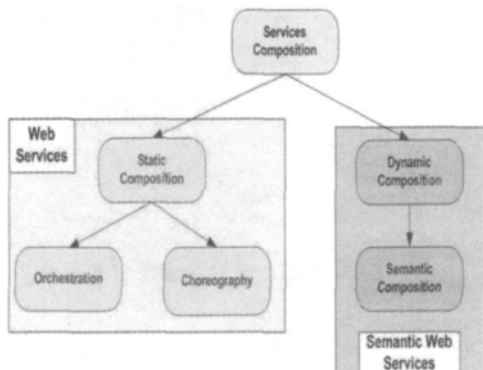 Services
Composition
Web
Services
Static
Composition
Dynamic
Composition
Orchestration
Choreography
Semantic
Composition
Semantic Web
Services